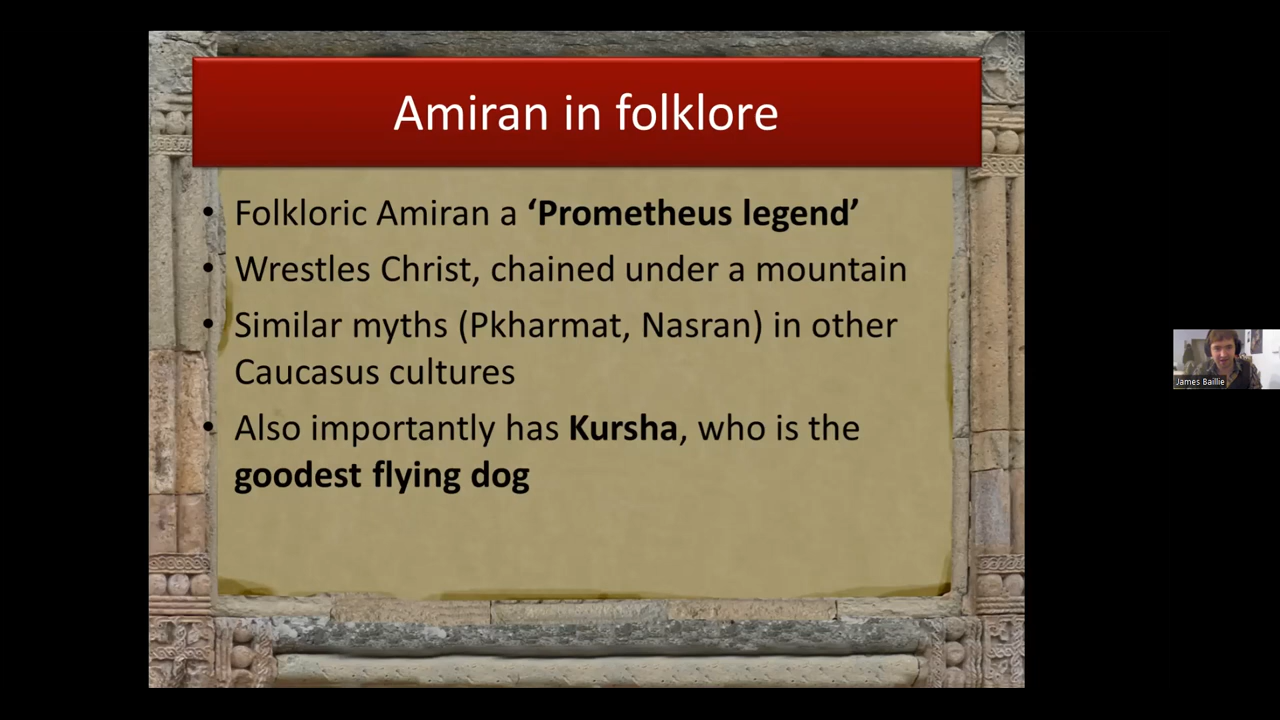 Amiran in folklore
• Folkloric Amiran a ‘Prometheus legend’
• Wrestles Christ, chained under a mountain
• Similar myths (Pkharmat, Nasran) in other
Caucasus cultures
• Also importantly has Kursha, who is the
goodest flying dog
James Baillie